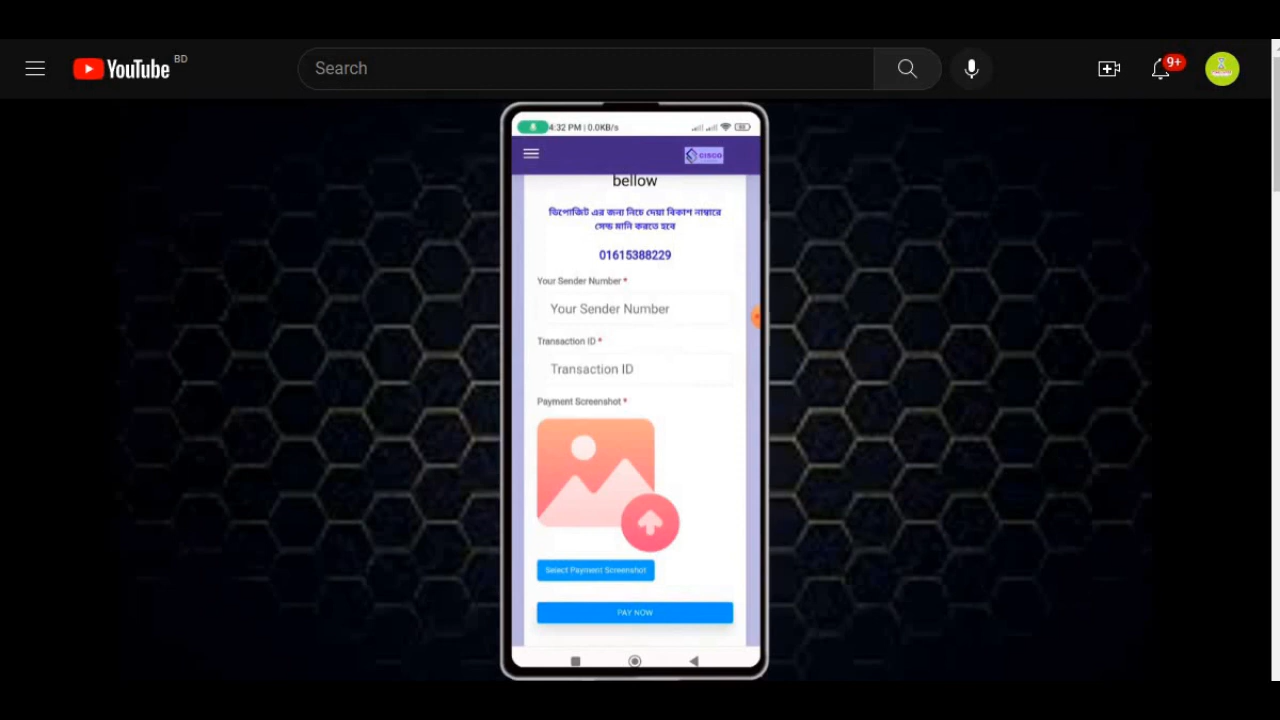 YouTube BD
Search
9+
4:32 PM | 0.0KB/s
CISCO
bellow
ডিপোজিট এর জন্য নিচে দেয়া বিকাশ নাম্বারে
সেন্ড মানি করতে হবে
01615388229
Your Sender Number *
Your Sender Number
Transaction ID *
Transaction ID
Payment Screenshot *
Select Payment Screenshot
PAY NOW